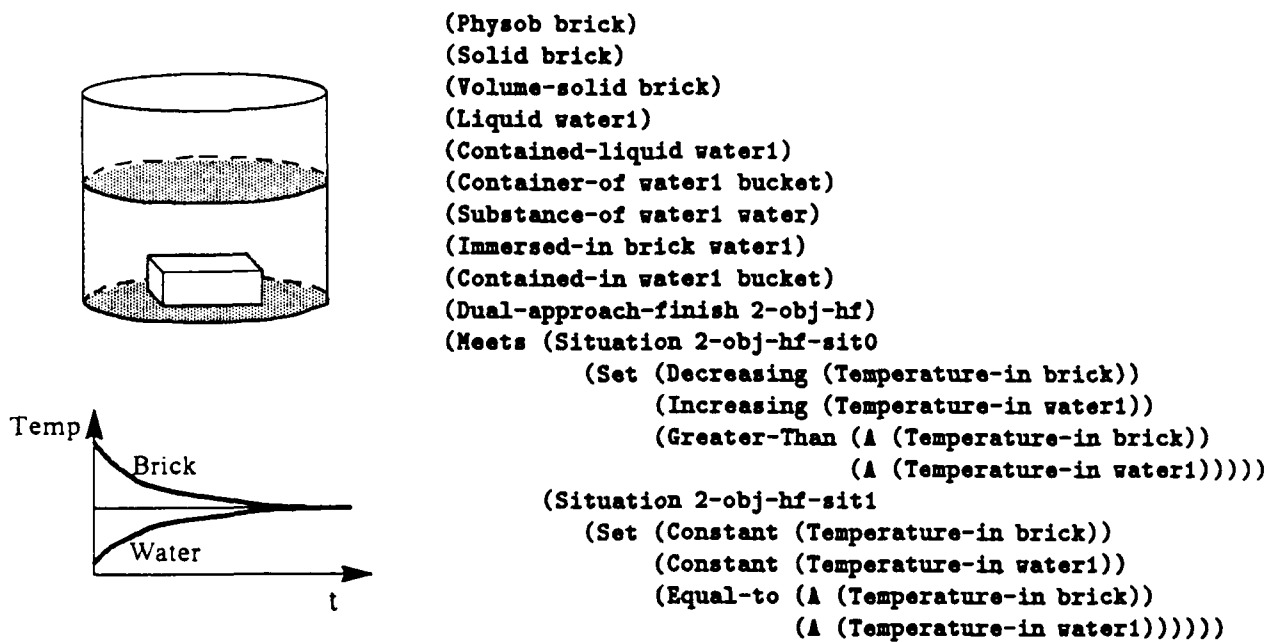 (Physob brick)
(Solid brick)
(Volume-solid brick)
(Liquid water1)
(Contained-liquid water1)
(Container-of water1 bucket)
(Substance-of water1 water)
(Immersed-in brick water1)
(Contained-in water1 bucket)
(Dual-approach-finish 2-obj-hf)
(Meets (Situation 2-obj-hf-sit0
(Set (Decreasing (Temperature-in brick))
(Increasing (Temperature-in water1))
(Greater-Than (A (Temperature-in brick))
(A (Temperature-in water1)))))
(Situation 2-obj-hf-sit1
(Set (Constant (Temperature-in brick))
(Constant (Temperature-in water1))
(Equal-to (A (Temperature-in brick))
(A (Temperature-in water1))))))
Temp
Brick
Water
t